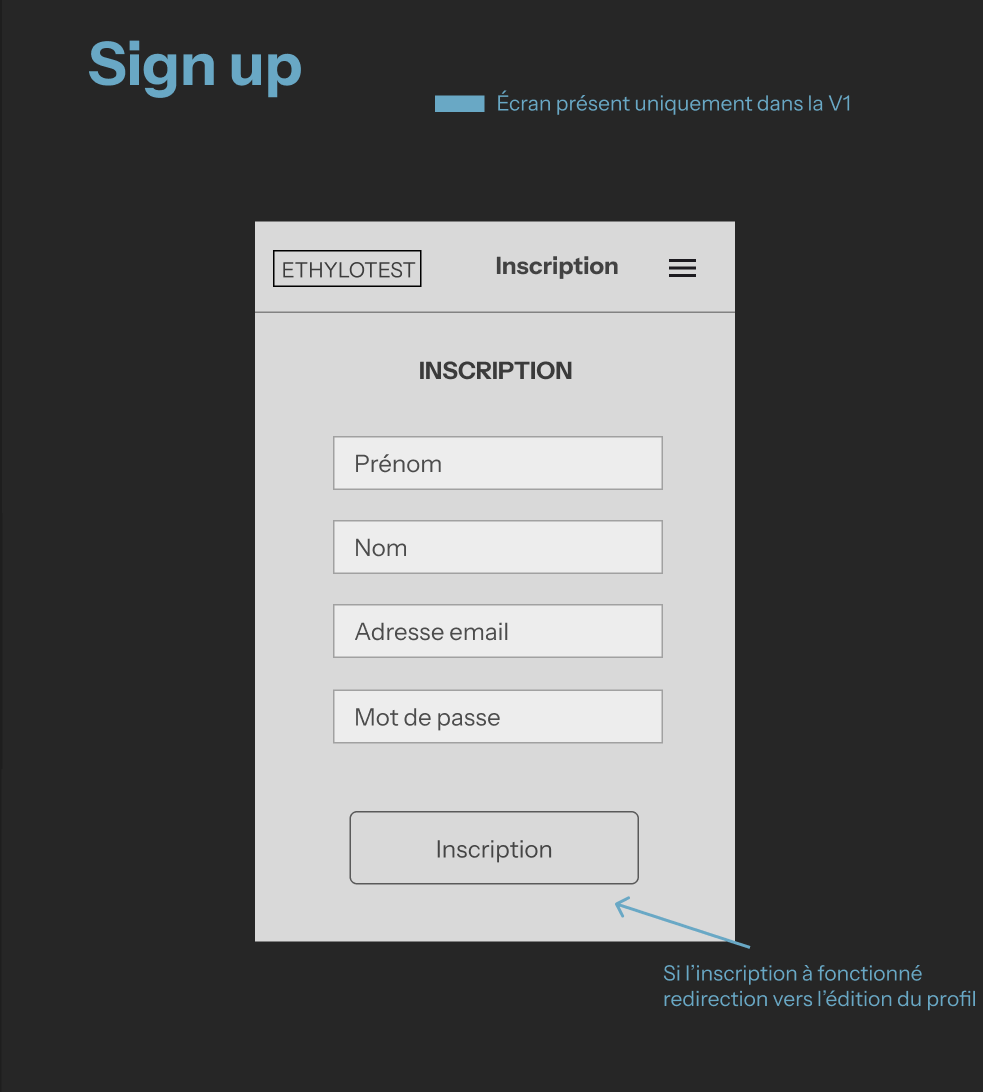 Sign up
Écran présent uniquement dans la V1
ETHYLOTEST
Inscription
INSCRIPTION
Prénom
Nom
Adresse email
Mot de passe
Inscription
Si l’inscription à fonctionné
redirection vers l’édition du profil